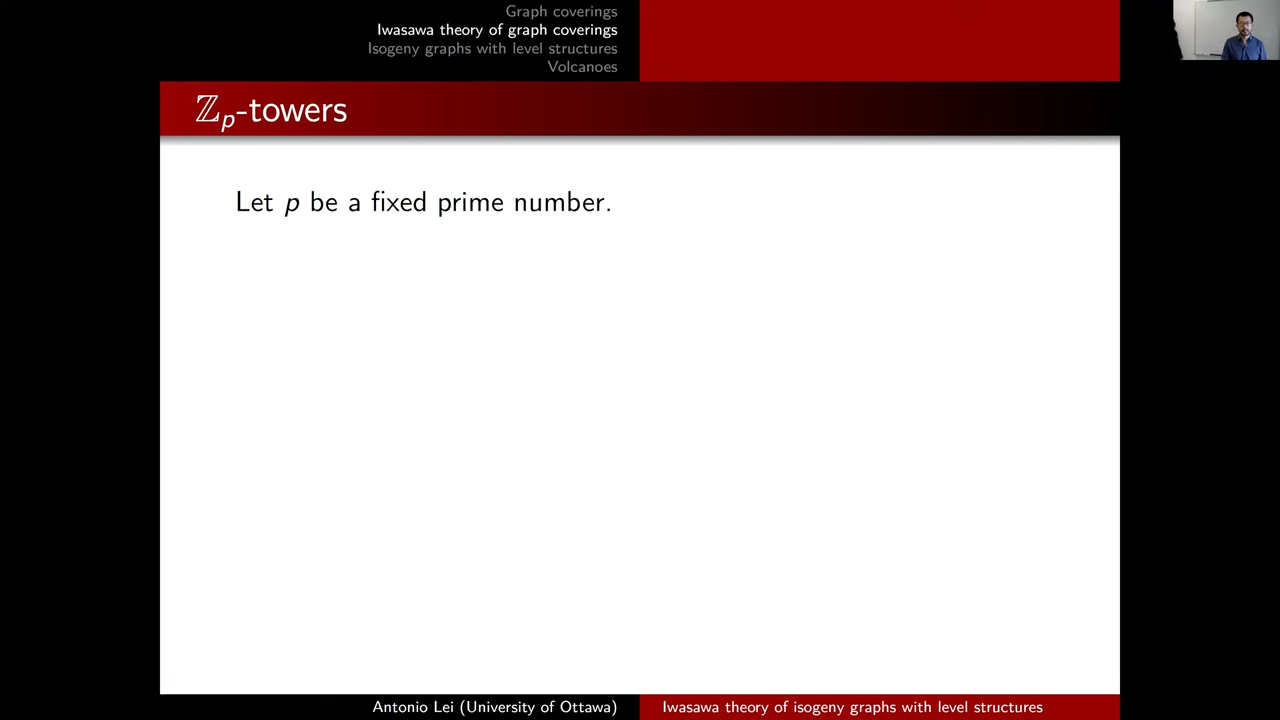 Graph coverings
Iwasawa theory of graph coverings
Isogeny graphs with level structures
Volcanoes
ℤₚ-towers
Let p be a fixed prime number.
Antonio Lei (University of Ottawa)
Iwasawa theory of isogeny graphs with level structures